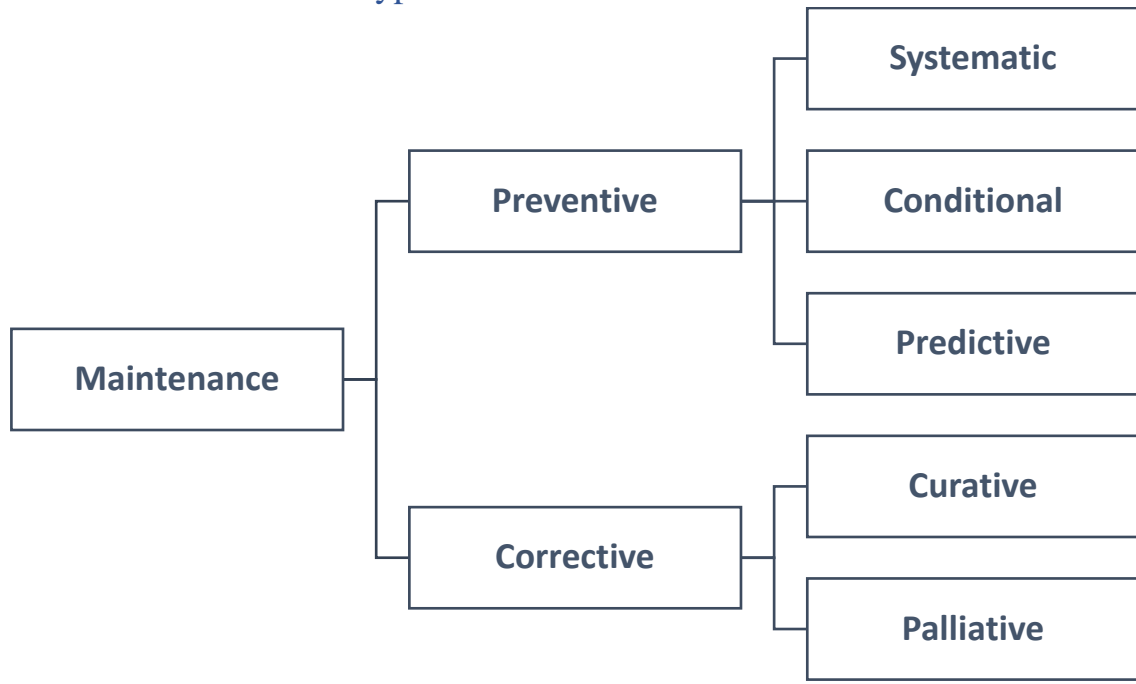 Systematic
Preventive
Conditional
Predictive
Maintenance
Curative
Corrective
Palliative